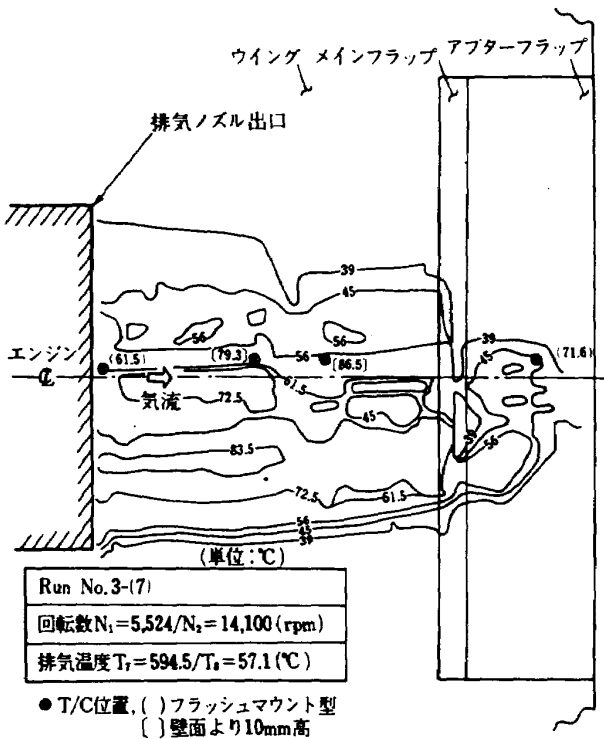 ウイング メインフラップ アフターフラップ
排気ノズル出口
39
45
56
56
39
45
エンジン
(61.5)
[79.3]
[86.5]
(71.6)
℄
気流
61.5
72.5
45
50
56
83.5
72.5
61.5
56
45
39
(単位:℃)
Run No.3-(7)
回転数N₁=5,524/N₂=14,100(rpm)
排気温度T₇=594.5/T₈=57.1(℃)
● T/C位置,( )フラッシュマウント型
[ ]壁面より10mm高